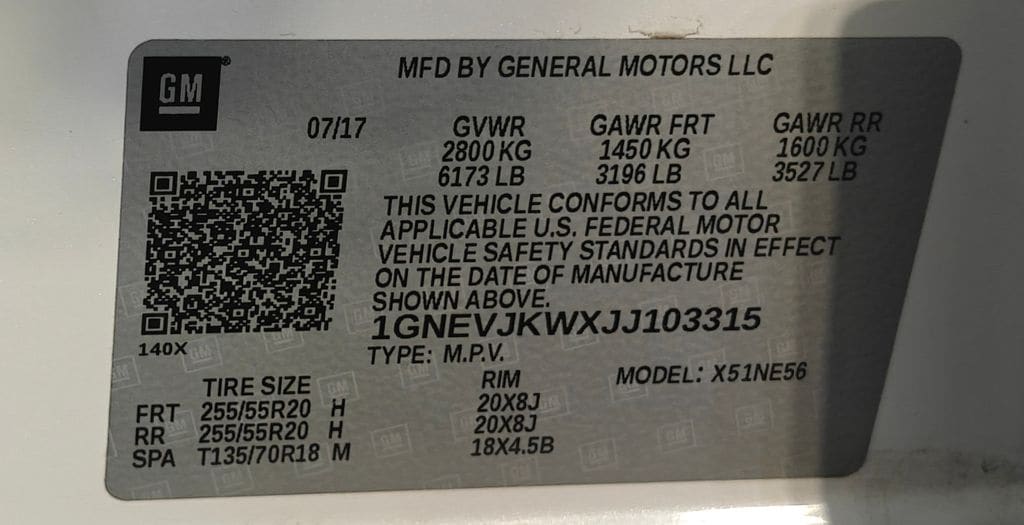 GM
MFD BY GENERAL MOTORS LLC
07/17 GVWR GAWR FRT GAWR RR
2800 KG 1450 KG 1600 KG
6173 LB 3196 LB 3527 LB
THIS VEHICLE CONFORMS TO ALL
APPLICABLE U.S. FEDERAL MOTOR
VEHICLE SAFETY STANDARDS IN EFFECT
ON THE DATE OF MANUFACTURE
SHOWN ABOVE.
1GNEVJKWXJJ103315
140X
TYPE: M.P.V. MODEL: X51NE56
TIRE SIZE RIM
FRT 255/55R20 H 20X8J
RR 255/55R20 H 20X8J
SPA T135/70R18 M 18X4.5B